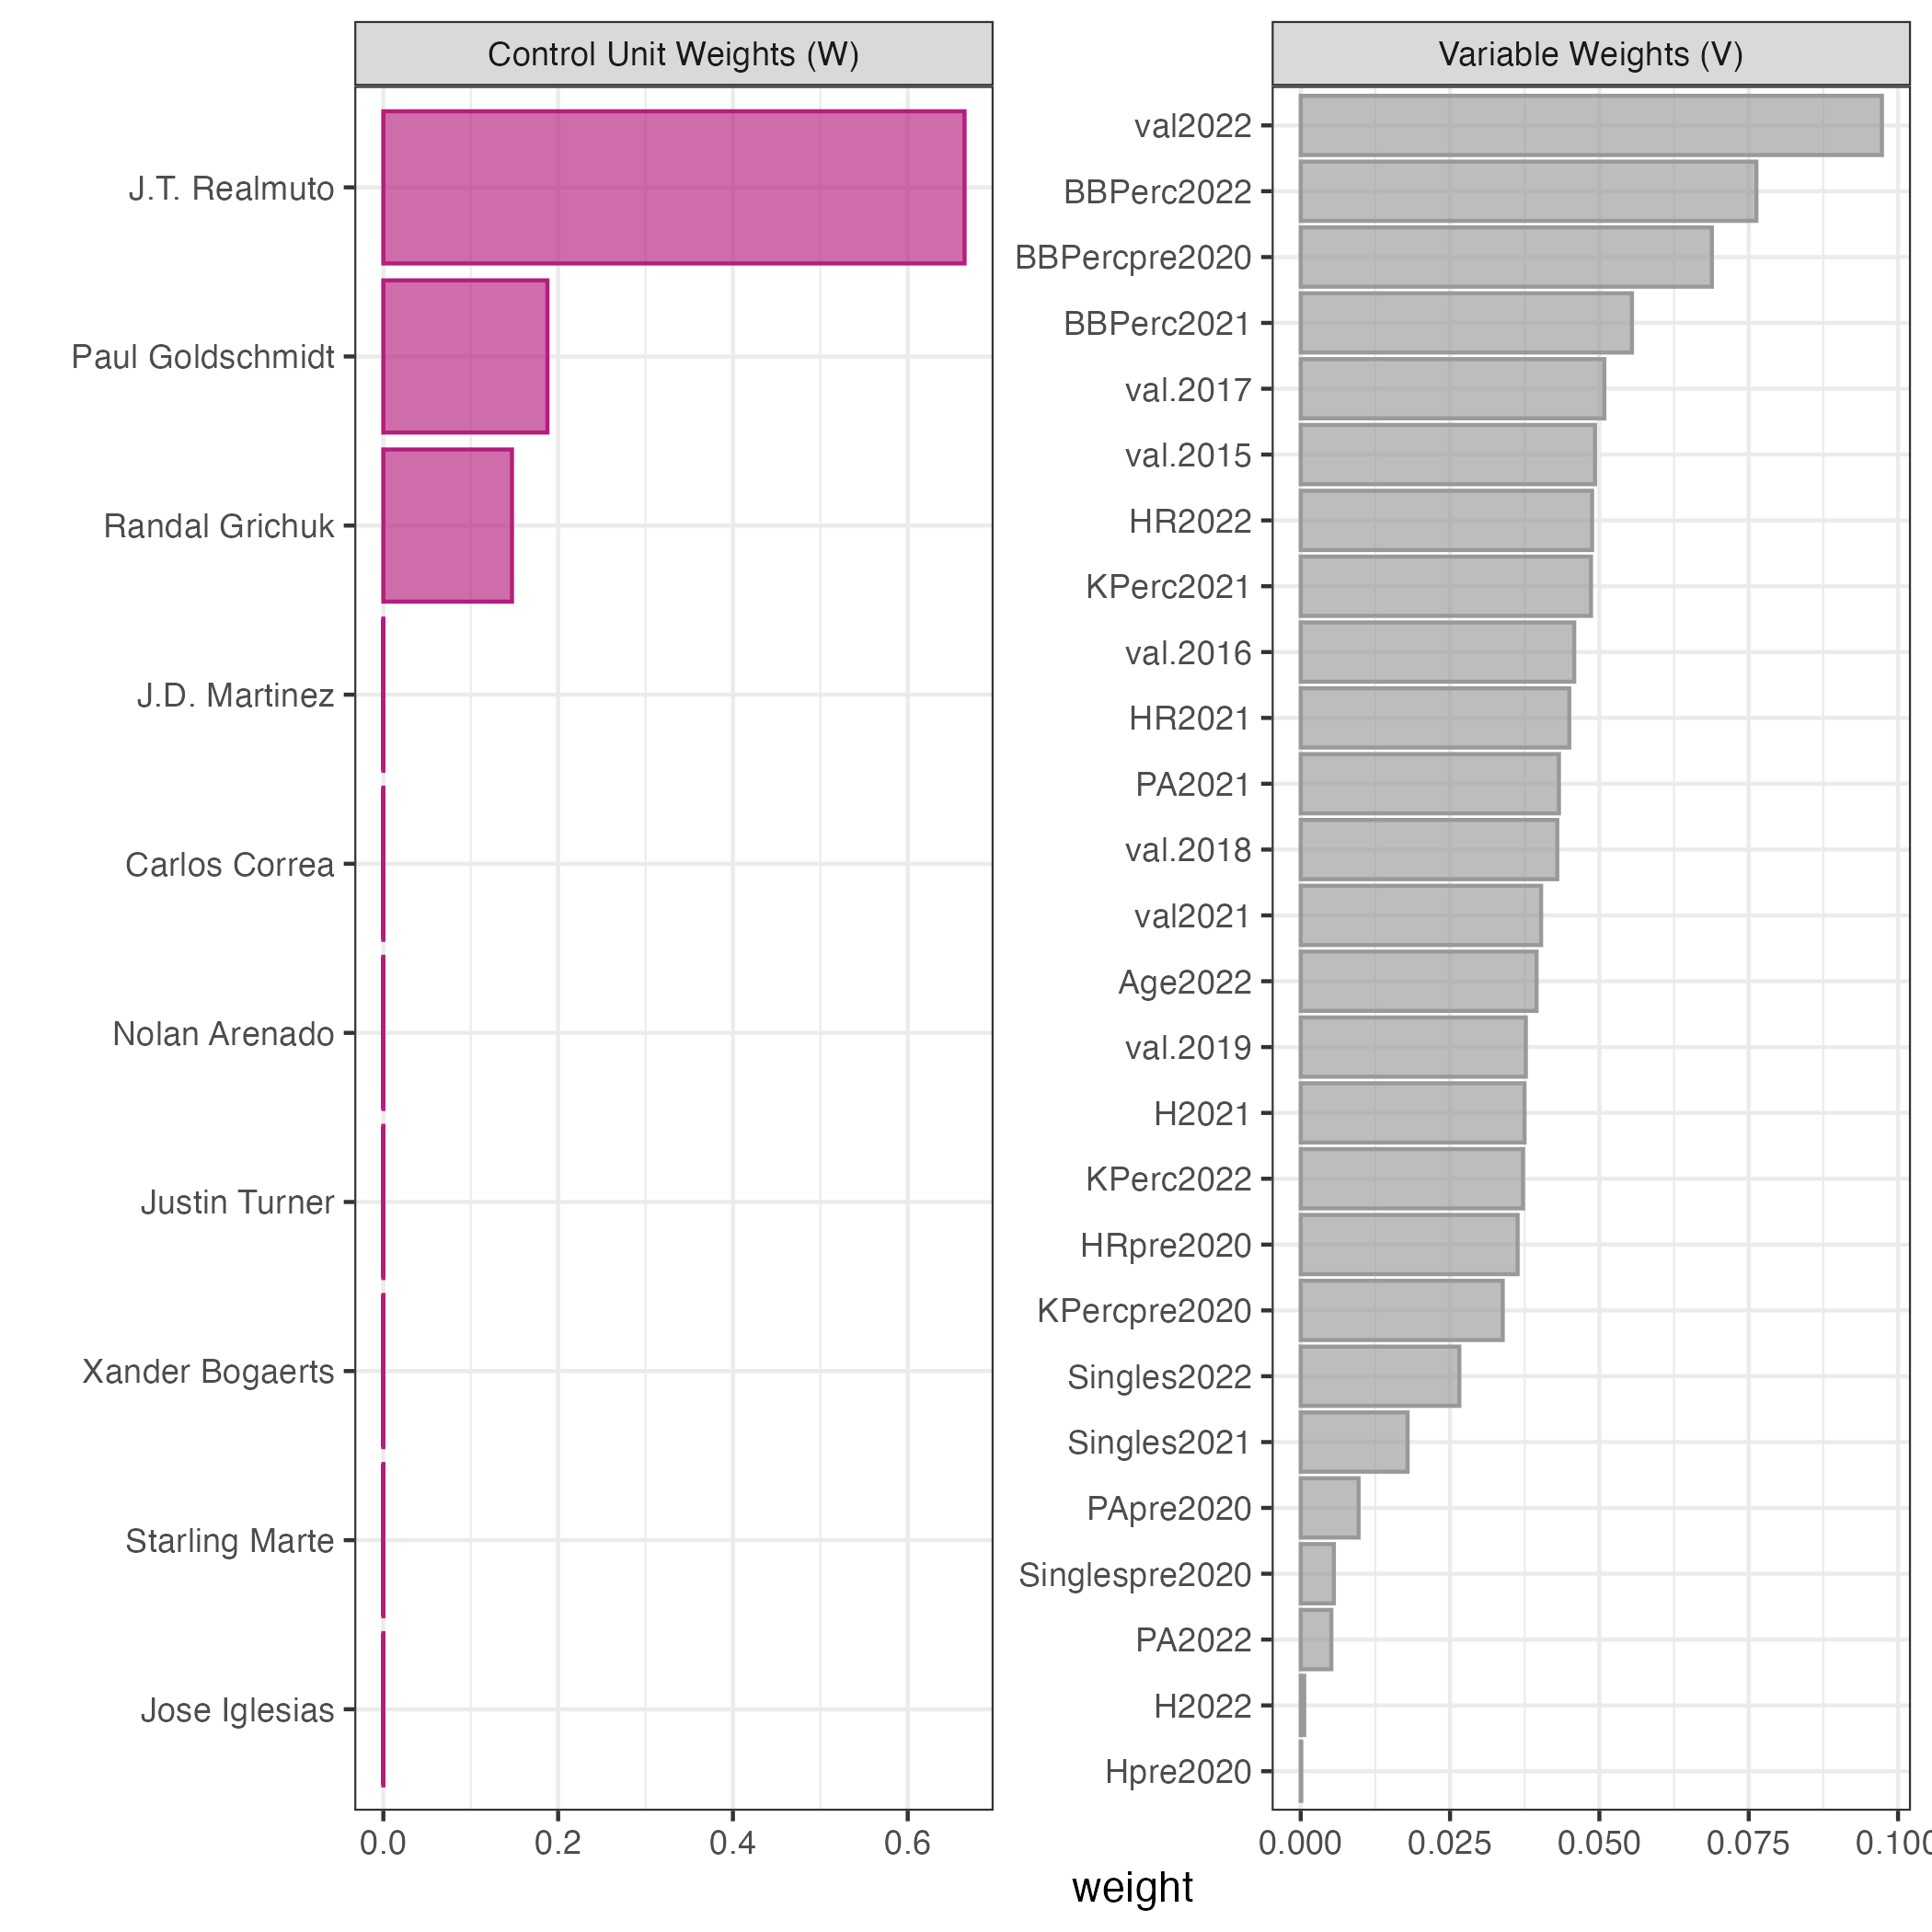 Control Unit Weights (W)
J.T. Realmuto
Paul Goldschmidt
Randal Grichuk
J.D. Martinez
Carlos Correa
Nolan Arenado
Justin Turner
Xander Bogaerts
Starling Marte
Jose Iglesias
0.0 0.2 0.4 0.6
Variable Weights (V)
val2022
BBPerc2022
BBPercpre2020
BBPerc2021
val.2017
val.2015
HR2022
KPerc2021
val.2016
HR2021
PA2021
val.2018
val2021
Age2022
val.2019
H2021
KPerc2022
HRpre2020
KPercpre2020
Singles2022
Singles2021
PApre2020
Singlespre2020
PA2022
H2022
Hpre2020
0.000 0.025 0.050 0.075 0.100
weight